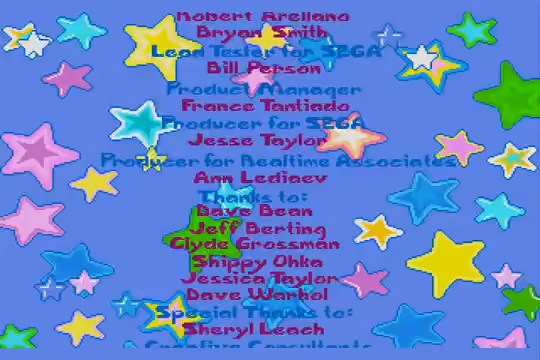 Robert Arellano
Bryan Smith
Lead Tester for SEGA
Bill Person
Product Manager
France Tantiado
Producer for SEGA
Jesse Taylor
Producer for Realtime Associates
Ann Lediaev
Thanks to:
Dave Bean
Jeff Berting
Clyde Grossman
Shippy Ohka
Jessica Taylor
Dave Warhol
Special Thanks to:
Sheryl Leach
Creative Consultants